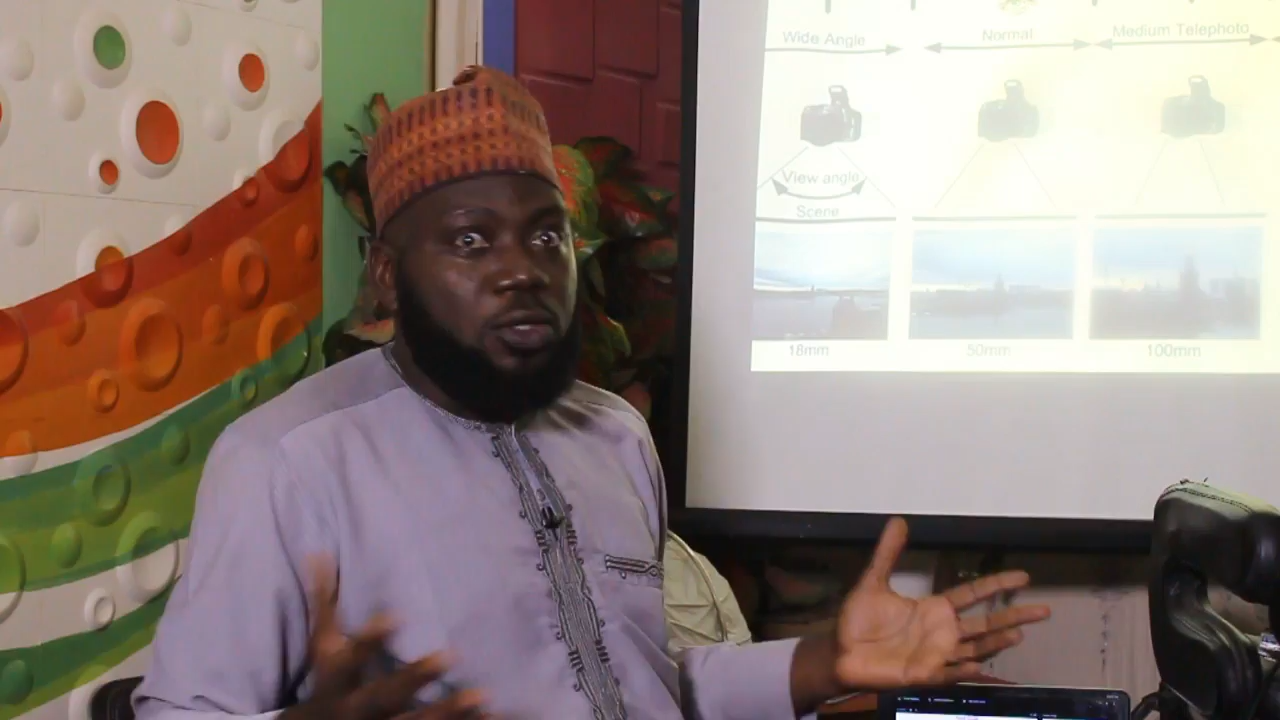 Wide Angle
Normal
Medium Telephoto
View angle
Scene
18mm
50mm
100mm